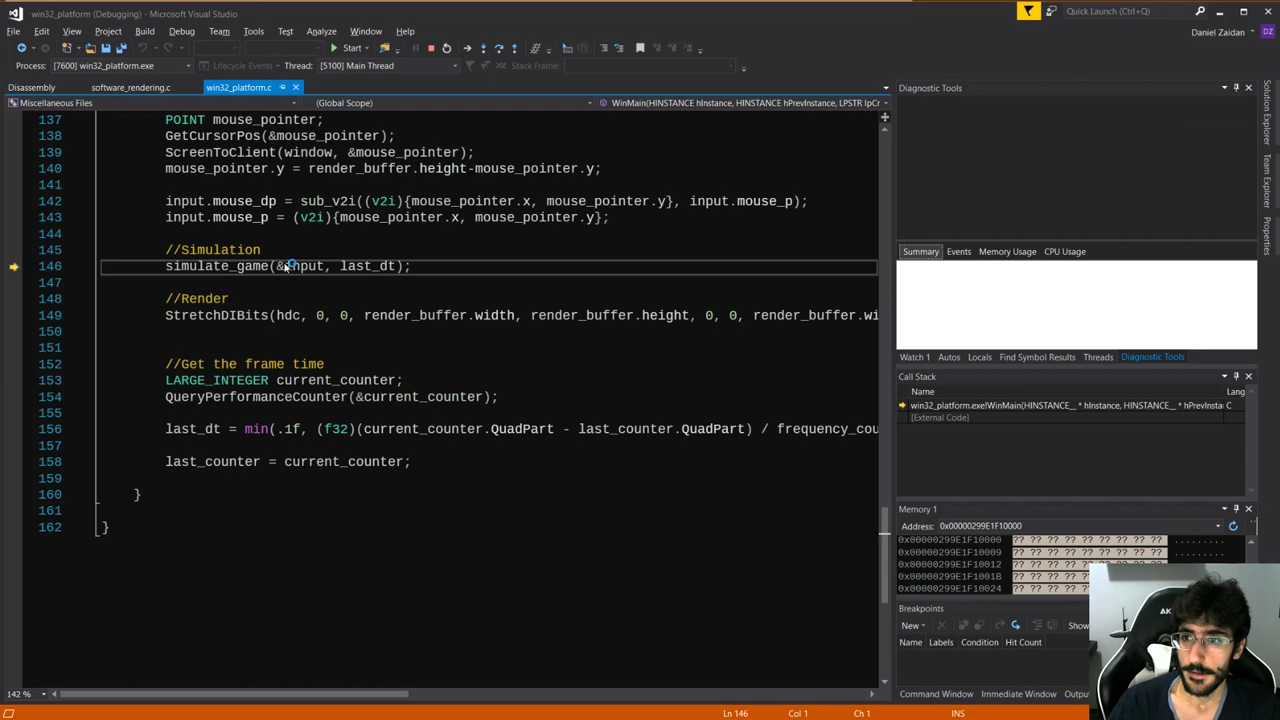 win32_platform (Debugging) - Microsoft Visual Studio
Quick Launch (Ctrl+Q)
File Edit View Project Build Debug Team Tools Test Analyze Window Help
Daniel Zaidan DZ
Start
Process: [7600] win32_platform.exe Lifecycle Events Thread: [5100] Main Thread Stack Frame:
Disassembly software_rendering.c win32_platform.c
Miscellaneous Files (Global Scope) WinMain(HINSTANCE hInstance, HINSTANCE hPrevInstance, LPSTR lpCr
137 POINT mouse_pointer;
138 GetCursorPos(&mouse_pointer);
139 ScreenToClient(window, &mouse_pointer);
140 mouse_pointer.y = render_buffer.height-mouse_pointer.y;
141
142 input.mouse_dp = sub_v2i((v2i){mouse_pointer.x, mouse_pointer.y}, input.mouse_p);
143 input.mouse_p = (v2i){mouse_pointer.x, mouse_pointer.y};
144
145 //Simulation
146 simulate_game(&input, last_dt);
147
148 //Render
149 StretchDIBits(hdc, 0, 0, render_buffer.width, render_buffer.height, 0, 0, render_buffer.wi
150
151
152 //Get the frame time
153 LARGE_INTEGER current_counter;
154 QueryPerformanceCounter(&current_counter);
155
156 last_dt = min(.1f, (f32)(current_counter.QuadPart - last_counter.QuadPart) / frequency_cou
157
158 last_counter = current_counter;
159
160 }
161
162 }
142 %
Diagnostic Tools
Summary Events Memory Usage CPU Usage
Watch 1 Autos Locals Find Symbol Results Threads Diagnostic Tools
Call Stack
Name Lang
win32_platform.exe!WinMain(HINSTANCE__ * hInstance, HINSTANCE__ * hPrevInsta C
[External Code]
Memory 1
Address: 0x00000299E1F10000
0x00000299E1F10000 ?? ?? ?? ?? ?? ?? ?? ?? ?? .........
0x00000299E1F10009 ?? ?? ?? ?? ?? ?? ?? ?? ?? .........
0x00000299E1F10012 ?? ?? ?? ?? ?? ??
0x00000299E1F1001B ?? ?? ?? ?? ?? ??
0x00000299E1F10024 ?? ?? ?? ?? ?? ??
Breakpoints
New Show
Name Labels Condition Hit Count
Command Window Immediate Window Outpu
Solution Explorer
Team Explorer
Ln 146 Col 1 Ch 1 INS
AK